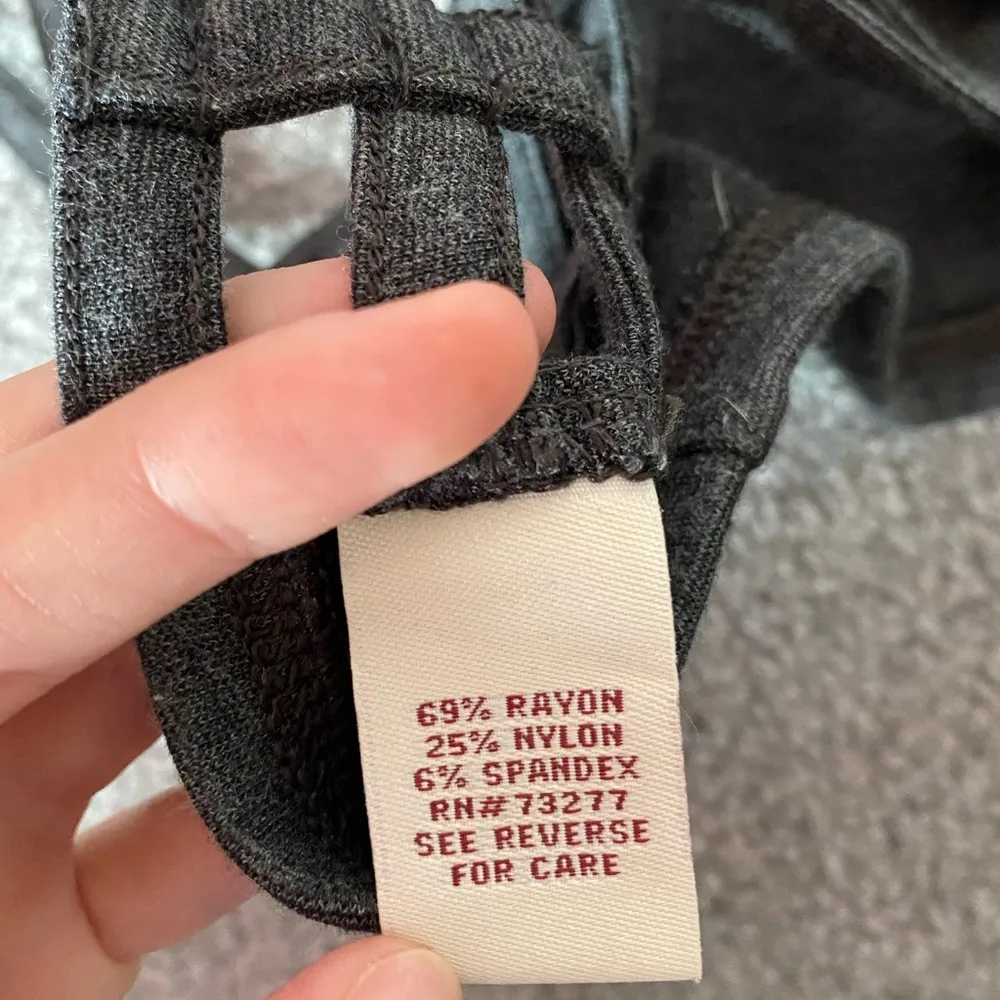 69% RAYON
25% NYLON
6% SPANDEX
RN# 73277
SEE REVERSE
FOR CARE